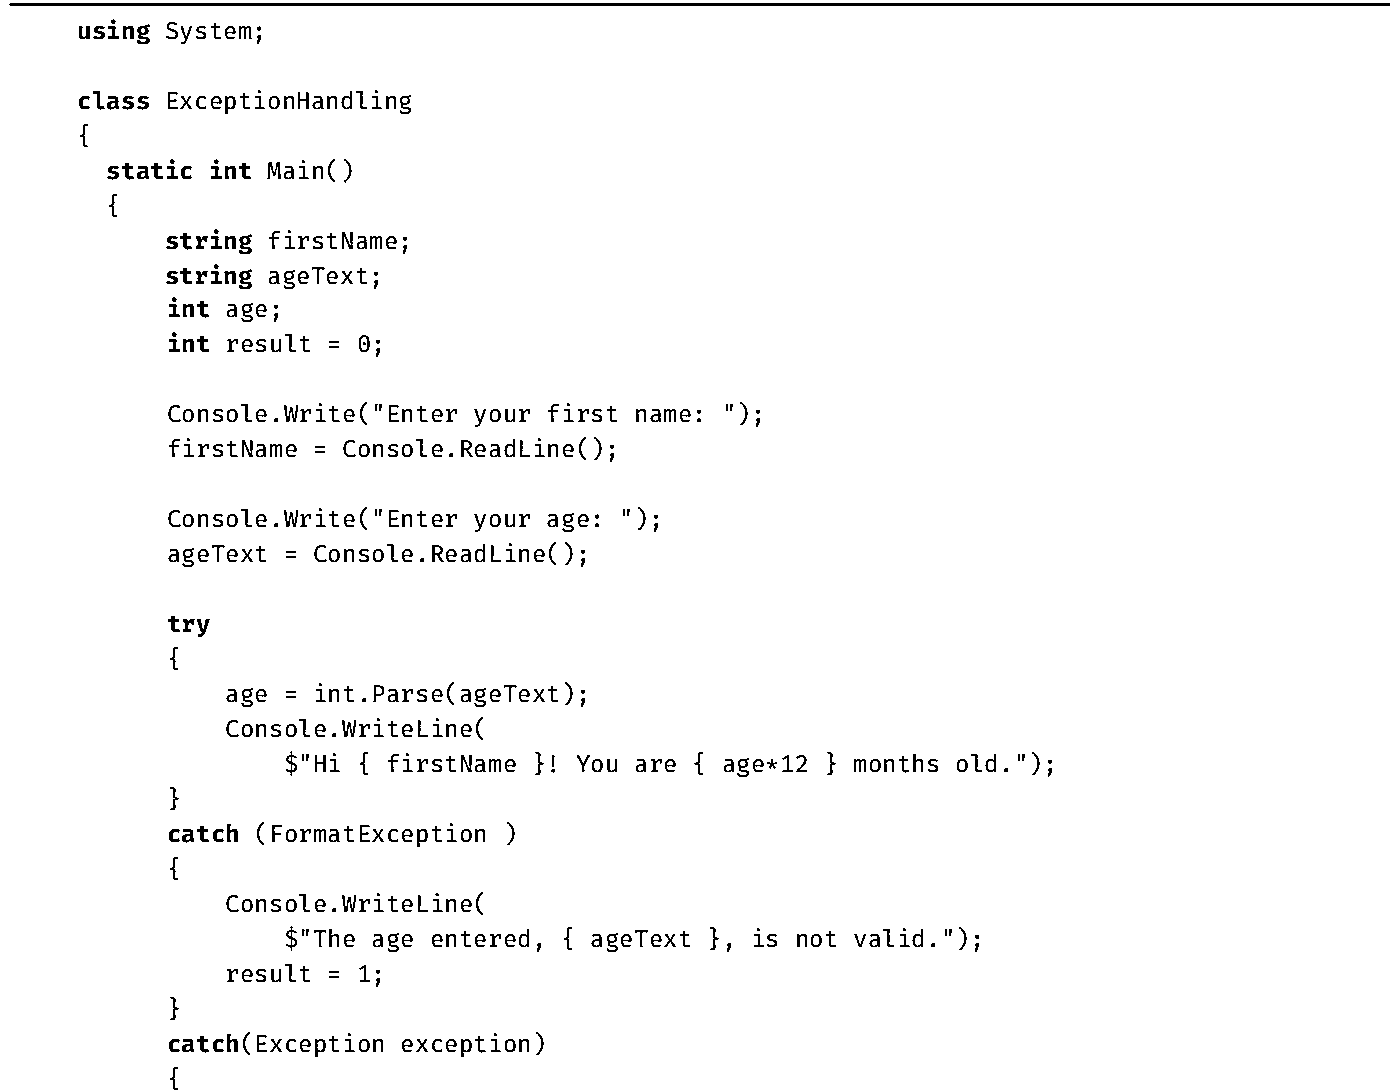 using System;

class ExceptionHandling
{
  static int Main()
  {
      string firstName;
      string ageText;
      int age;
      int result = 0;

      Console.Write("Enter your first name: ");
      firstName = Console.ReadLine();

      Console.Write("Enter your age: ");
      ageText = Console.ReadLine();

      try
      {
          age = int.Parse(ageText);
          Console.WriteLine(
              $"Hi { firstName }! You are { age*12 } months old.");
      }
      catch (FormatException )
      {
          Console.WriteLine(
              $"The age entered, { ageText }, is not valid.");
          result = 1;
      }
      catch(Exception exception)
      {